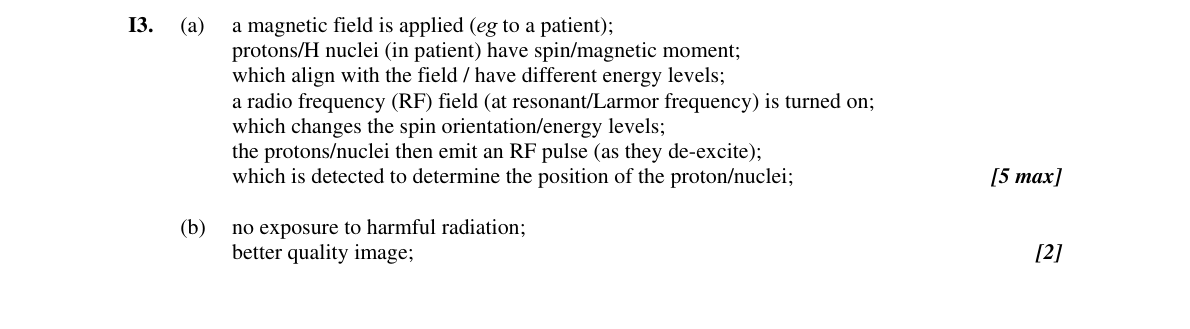 I3. (a) a magnetic field is applied (eg to a patient);
protons/H nuclei (in patient) have spin/magnetic moment;
which align with the field / have different energy levels;
a radio frequency (RF) field (at resonant/Larmor frequency) is turned on;
which changes the spin orientation/energy levels;
the protons/nuclei then emit an RF pulse (as they de-excite);
which is detected to determine the position of the proton/nuclei; [5 max]
(b) no exposure to harmful radiation;
better quality image; [2]